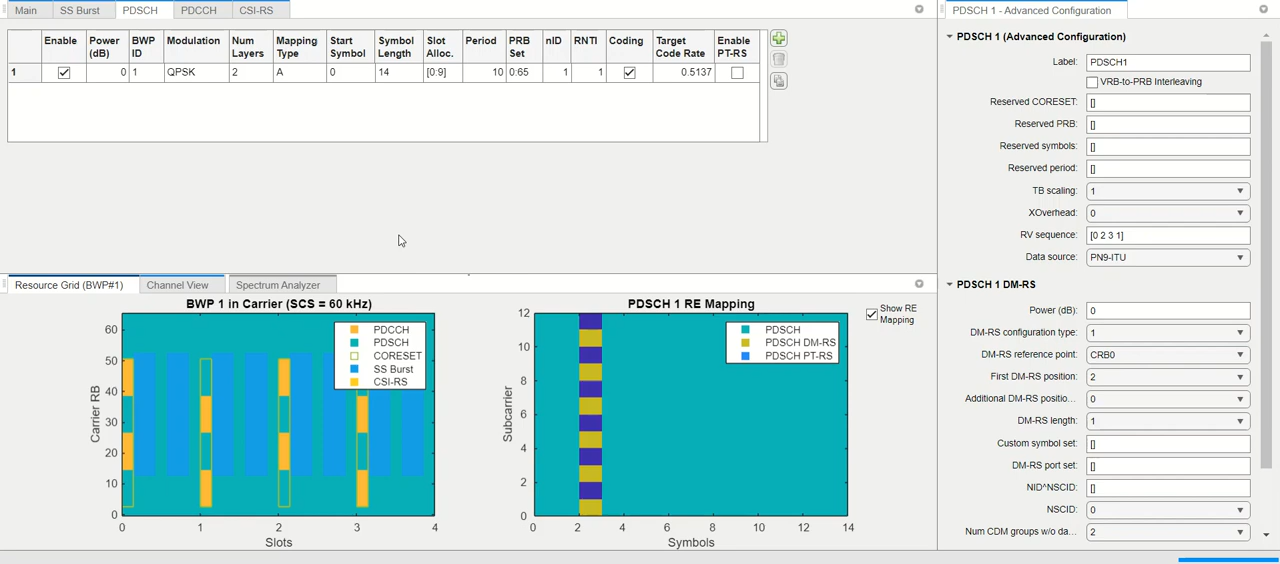 Main SS Burst PDSCH PDCCH CSI-RS
Enable Power (dB) BWP ID Modulation Num Layers Mapping Type Start Symbol Symbol Length Slot Alloc. Period PRB Set nID RNTI Coding Target Code Rate Enable PT-RS
1 0 1 QPSK 2 A 0 14 [0:9] 10 0:65 1 1 0.5137
Resource Grid (BWP#1) Channel View Spectrum Analyzer
BWP 1 in Carrier (SCS = 60 kHz)
PDCCH
PDSCH
CORESET
SS Burst
CSI-RS
Carrier RB
60
50
40
30
20
10
0
0 1 2 3 4
Slots
PDSCH 1 RE Mapping
PDSCH
PDSCH DM-RS
PDSCH PT-RS
Subcarrier
12
10
8
6
4
2
0
0 2 4 6 8 10 12 14
Symbols
Show RE
Mapping
PDSCH 1 - Advanced Configuration
PDSCH 1 (Advanced Configuration)
Label: PDSCH1
VRB-to-PRB Interleaving
Reserved CORESET: []
Reserved PRB: []
Reserved symbols: []
Reserved period: []
TB scaling: 1
XOverhead: 0
RV sequence: [0 2 3 1]
Data source: PN9-ITU
PDSCH 1 DM-RS
Power (dB): 0
DM-RS configuration type: 1
DM-RS reference point: CRB0
First DM-RS position: 2
Additional DM-RS positio... 0
DM-RS length: 1
Custom symbol set: []
DM-RS port set: []
NID^NSCID: []
NSCID: 0
Num CDM groups w/o da... 2